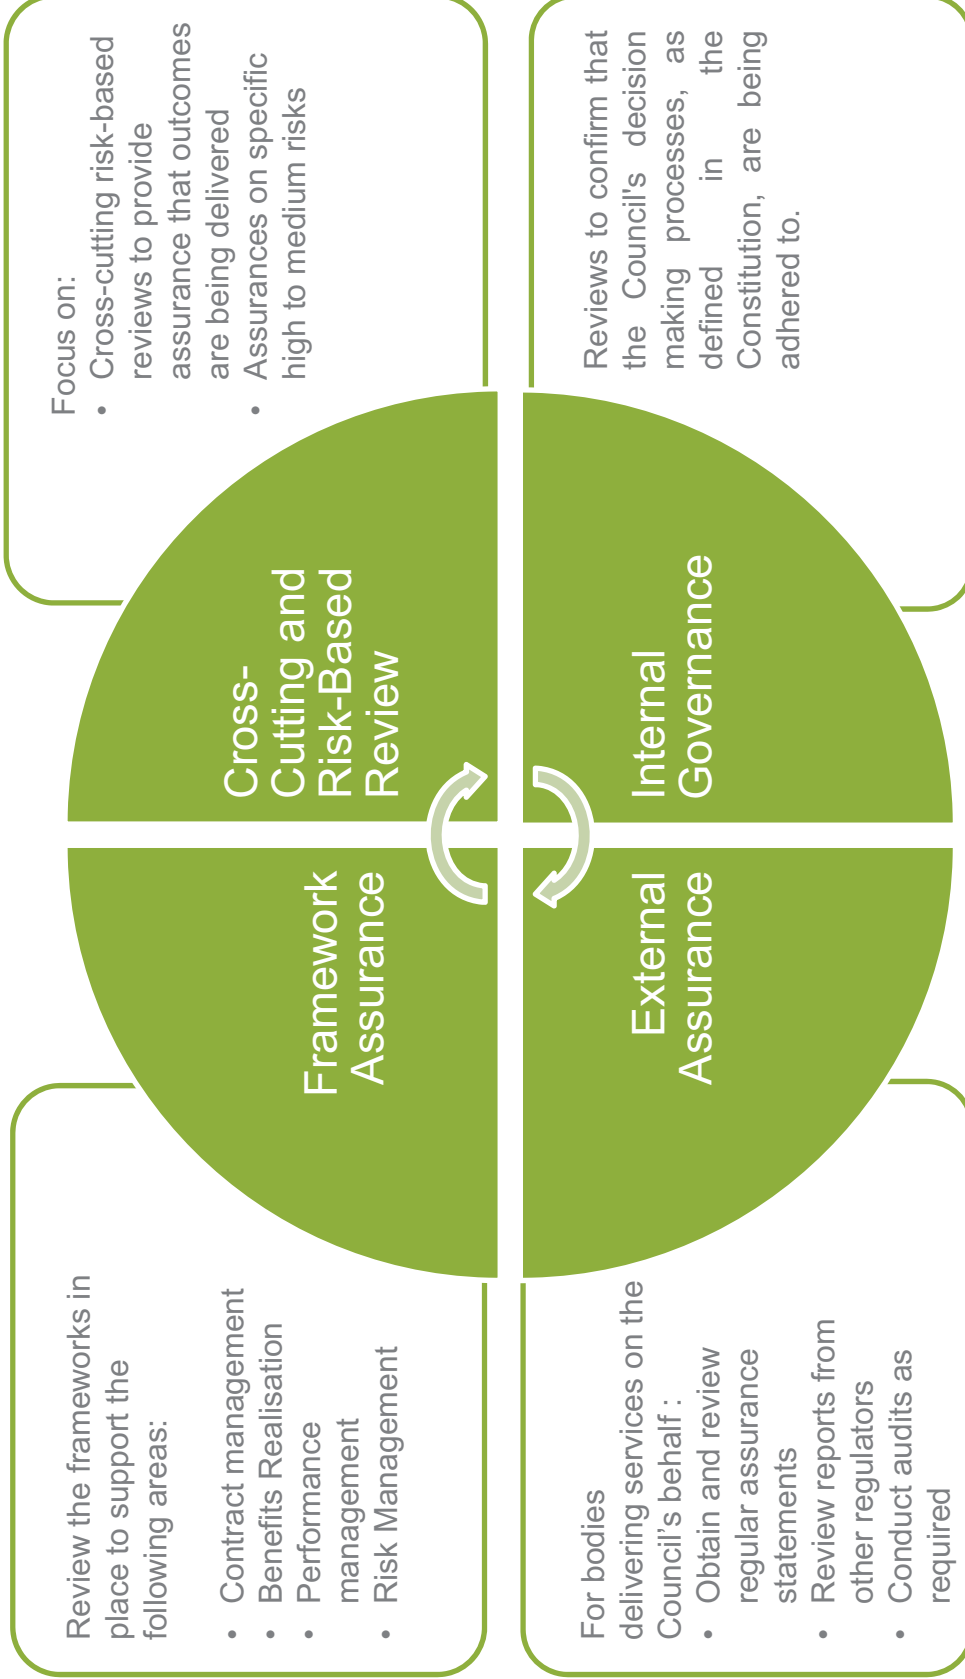 Review the frameworks in
place to support the
following areas:
• Contract management
• Benefits Realisation
• Performance
management
• Risk Management
Framework
Assurance
Cross-
Cutting and
Risk-Based
Review
Focus on:
• Cross-cutting risk-based
reviews to provide
assurance that outcomes
are being delivered
• Assurances on specific
high to medium risks
For bodies
delivering services on the
Council’s behalf :
• Obtain and review
regular assurance
statements
• Review reports from
other regulators
• Conduct audits as
required
External
Assurance
Internal
Governance
Reviews to confirm that
the Council's decision
making processes, as
defined in the
Constitution, are being
adhered to.